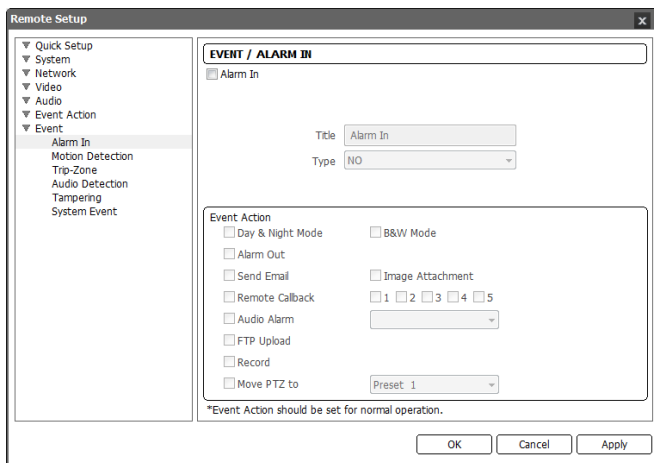 Remote Setup
x
Quick Setup
System
Network
Video
Audio
Event Action
Event
Alarm In
Motion Detection
Trip-Zone
Audio Detection
Tampering
System Event
EVENT / ALARM IN
Alarm In
Title Alarm In
Type NO
Event Action
Day & Night Mode B&W Mode
Alarm Out
Send Email Image Attachment
Remote Callback 1 2 3 4 5
Audio Alarm
FTP Upload
Record
Move PTZ to Preset 1
*Event Action should be set for normal operation.
OK Cancel Apply